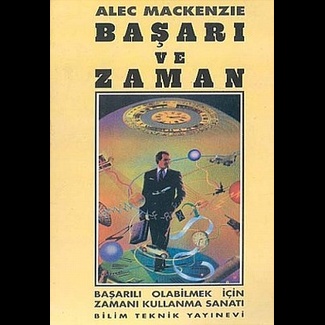 ALEC MACKENZIE
BAŞARI
VE
ZAMAN
BAŞARILI OLABİLMEK İÇİN
ZAMANI KULLANMA SANATI
BİLİM TEKNİK YAYINEVİ